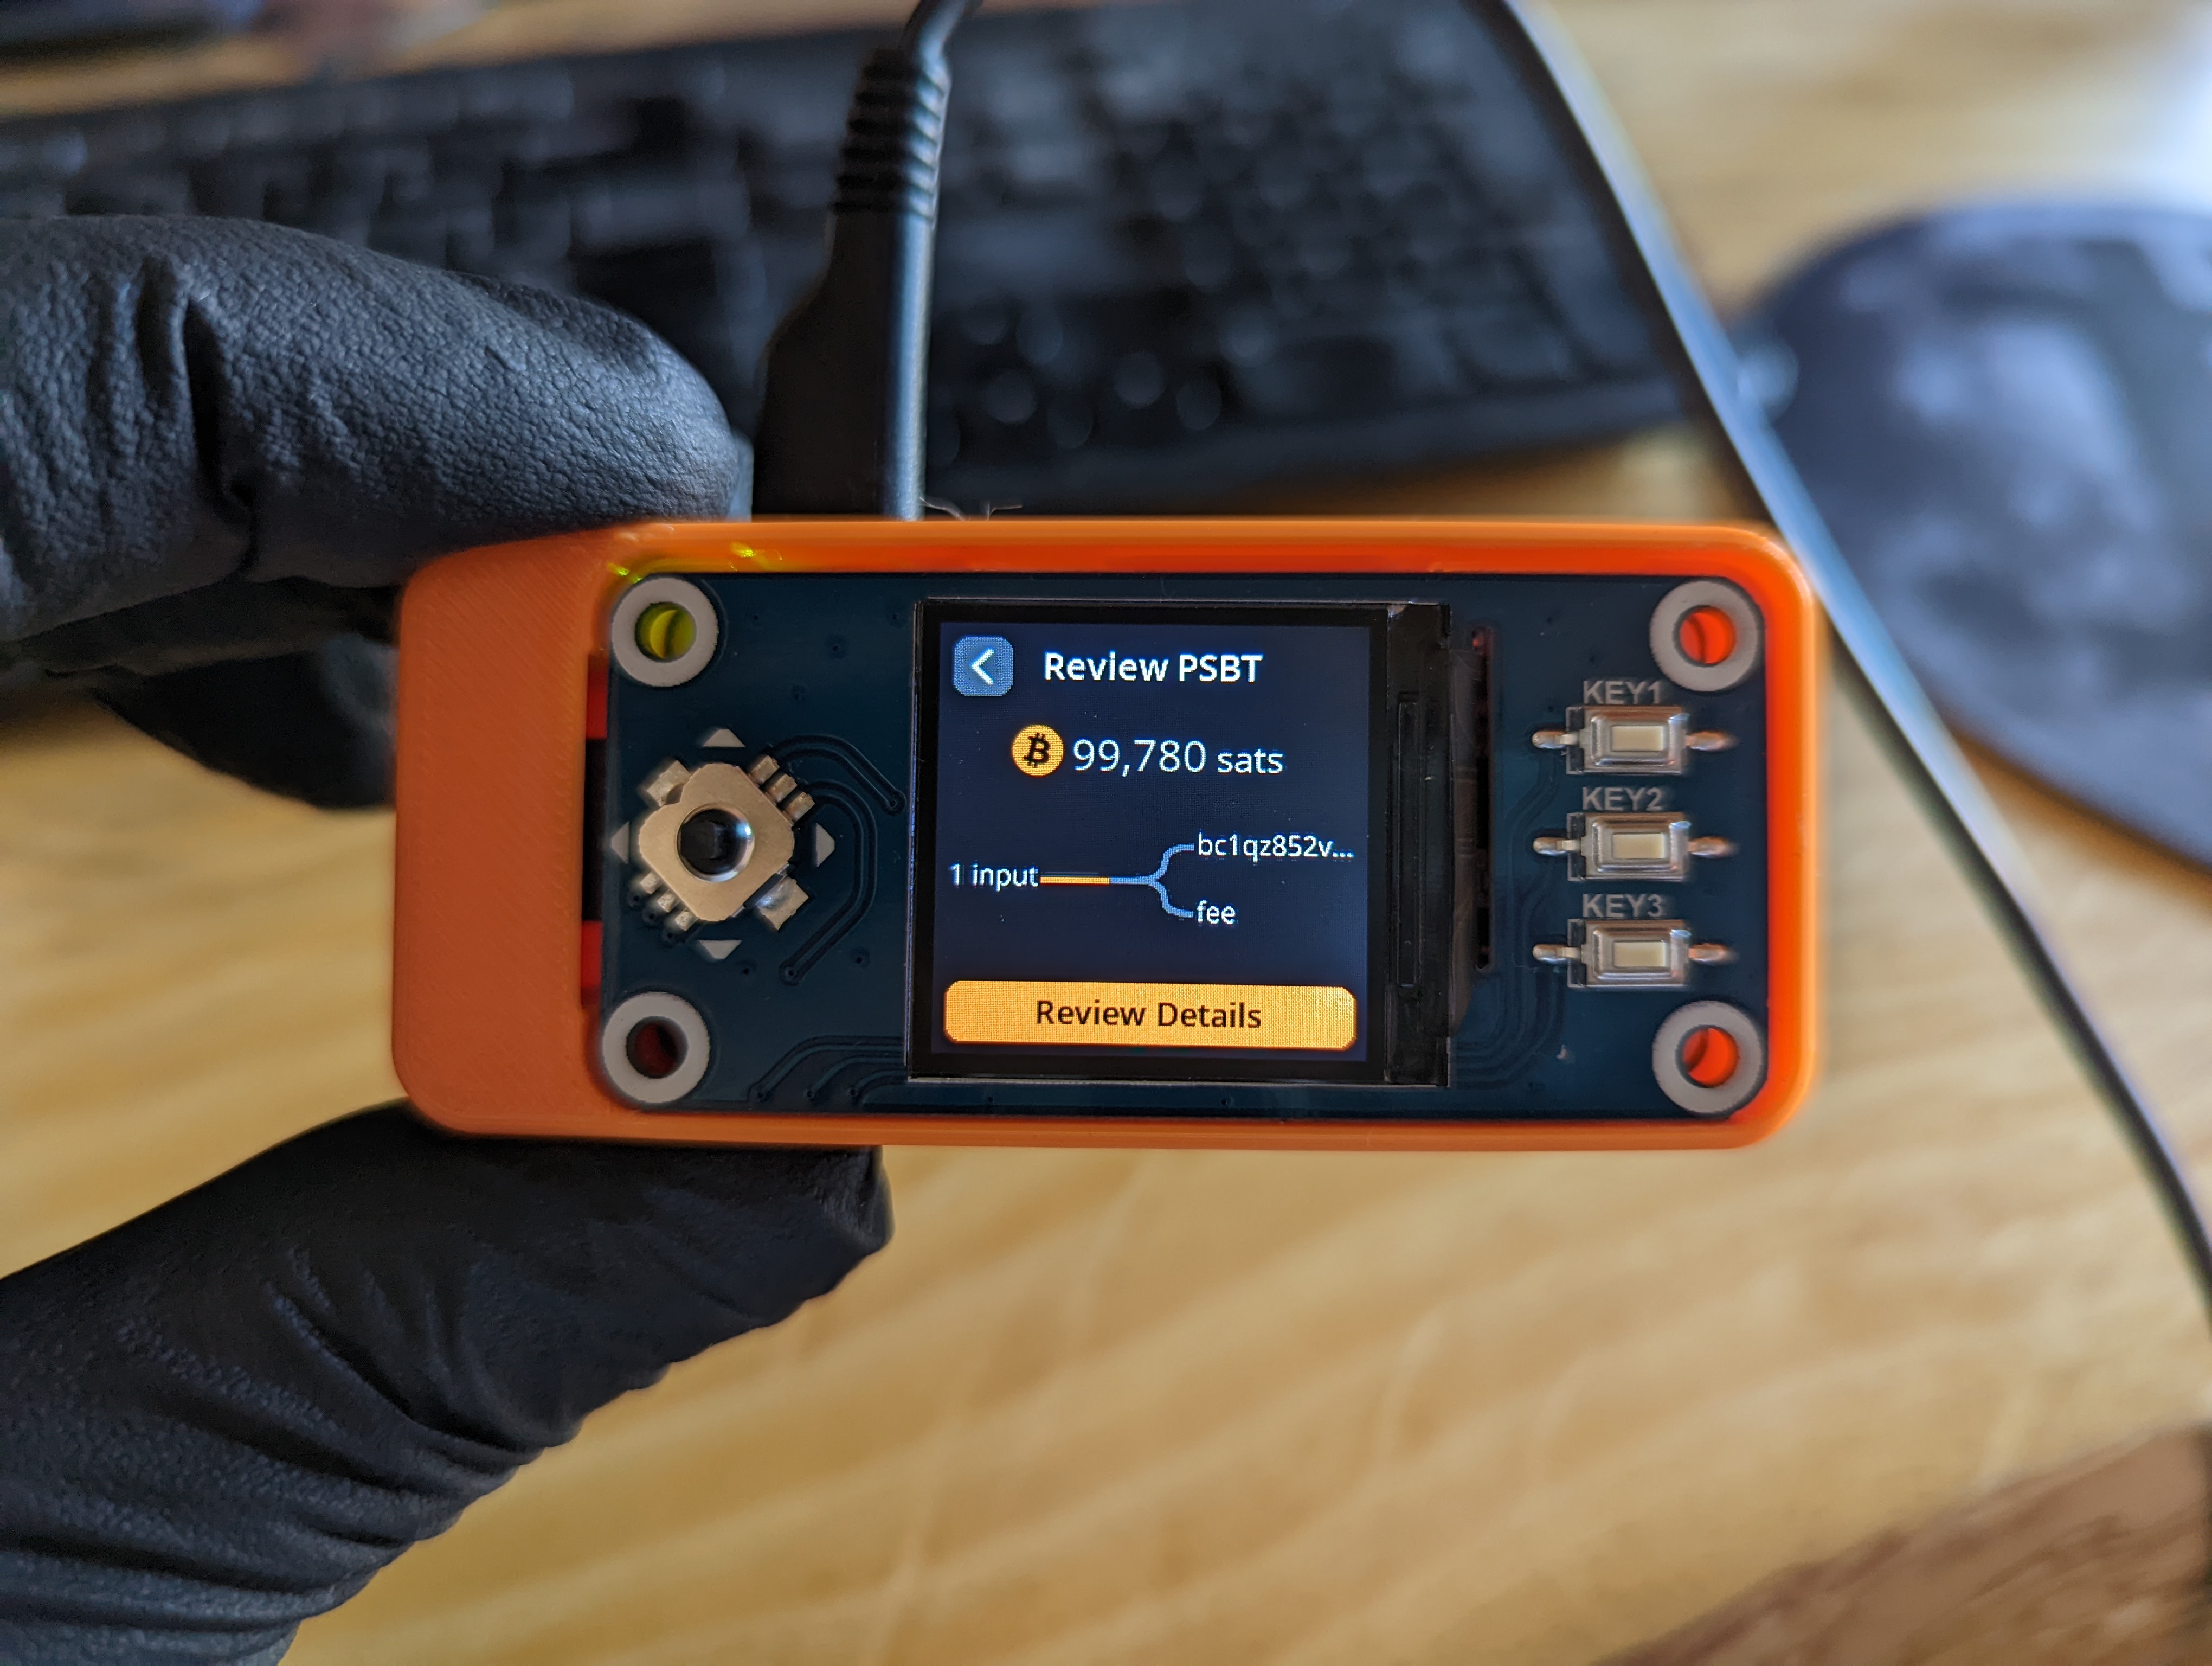 Review PSBT
99,780 sats
1 input
bc1qz852v...
fee
Review Details
KEY1
KEY2
KEY3